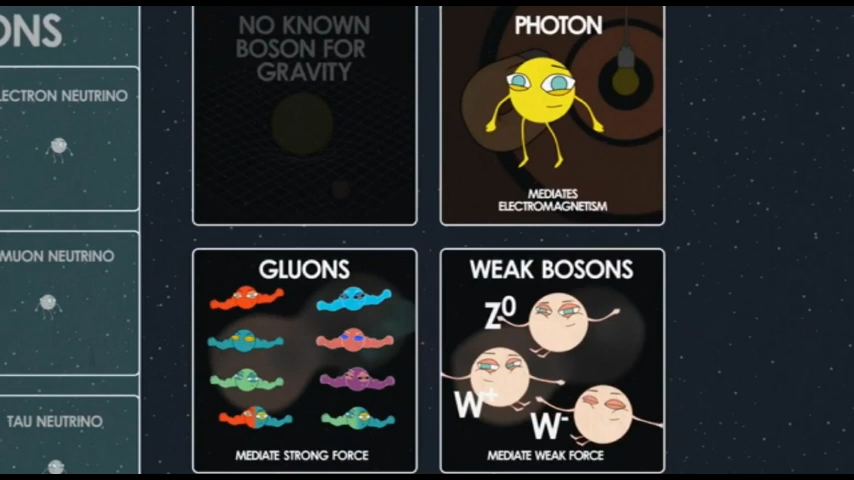 ONS
LECTRON NEUTRINO
MUON NEUTRINO
TAU NEUTRINO
NO KNOWN
BOSON FOR
GRAVITY
PHOTON
MEDIATES
ELECTROMAGNETISM
GLUONS
MEDIATE STRONG FORCE
WEAK BOSONS
Z⁰
W⁺
W⁻
MEDIATE WEAK FORCE